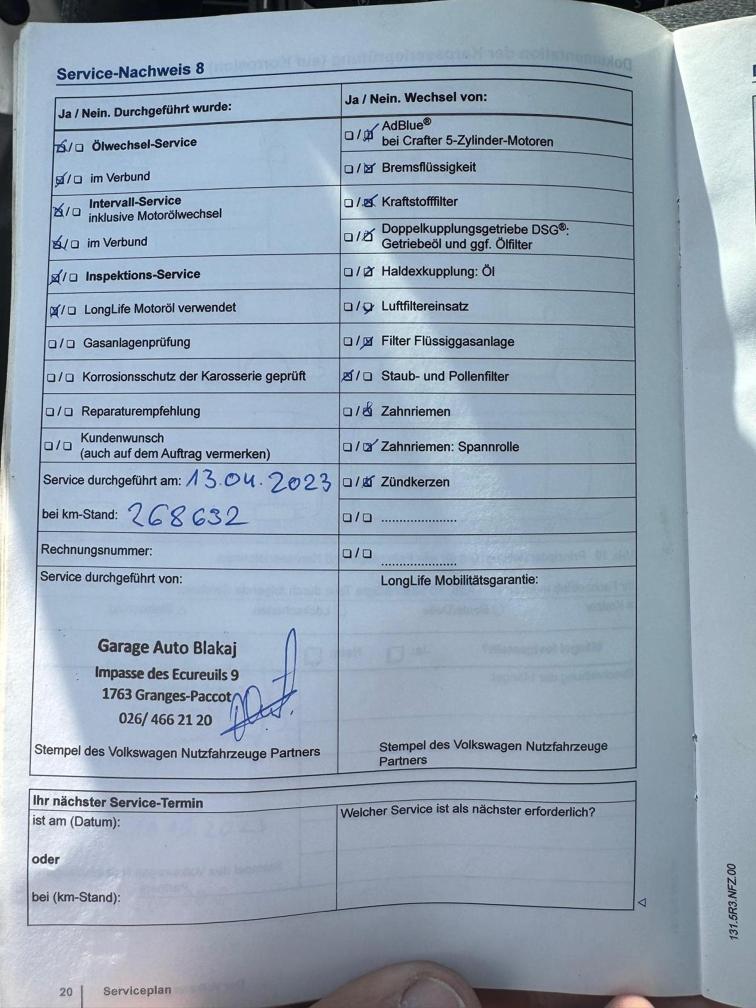 Service-Nachweis 8
Ja / Nein. Durchgeführt wurde:
☒/☐ Ölwechsel-Service
☒/☐ im Verbund
☒/☐ Intervall-Service
inklusive Motorölwechsel
☒/☐ im Verbund
☒/☐ Inspektions-Service
☒/☐ LongLife Motoröl verwendet
☐/☐ Gasanlagenprüfung
☐/☐ Korrosionsschutz der Karosserie geprüft
☐/☐ Reparaturempfehlung
☐/☐ Kundenwunsch
(auch auf dem Auftrag vermerken)
Service durchgeführt am: 13.04.2023
bei km-Stand: 268632
Rechnungsnummer:
Service durchgeführt von:
Garage Auto Blakaj
Impasse des Ecureuils 9
1763 Granges-Paccot
026/ 466 21 20
Stempel des Volkswagen Nutzfahrzeuge Partners
Ja / Nein. Wechsel von:
☐/☒ AdBlue®
bei Crafter 5-Zylinder-Motoren
☐/☒ Bremsflüssigkeit
☐/☒ Kraftstofffilter
☐/☒ Doppelkupplungsgetriebe DSG®:
Getriebeöl und ggf. Ölfilter
☐/☒ Haldexkupplung: Öl
☐/☒ Luftfiltereinsatz
☐/☒ Filter Flüssiggasanlage
☒/☐ Staub- und Pollenfilter
☐/☒ Zahnriemen
☐/☒ Zahnriemen: Spannrolle
☐/☒ Zündkerzen
☐/☐ .....................
☐/☐ .....................
LongLife Mobilitätsgarantie:
Stempel des Volkswagen Nutzfahrzeuge
Partners
Ihr nächster Service-Termin
ist am (Datum):
oder
bei (km-Stand):
Welcher Service ist als nächster erforderlich?
131.5R3.NFZ.00
20 Serviceplan